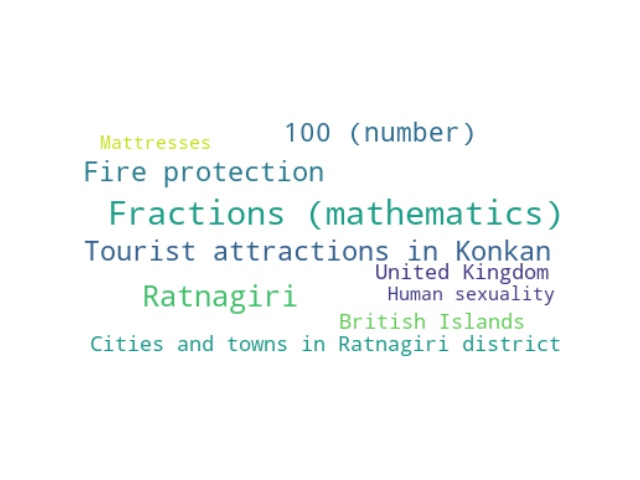 100 (number)
Mattresses
Fire protection
Fractions (mathematics)
Tourist attractions in Konkan
United Kingdom
Ratnagiri
Human sexuality
British Islands
Cities and towns in Ratnagiri district